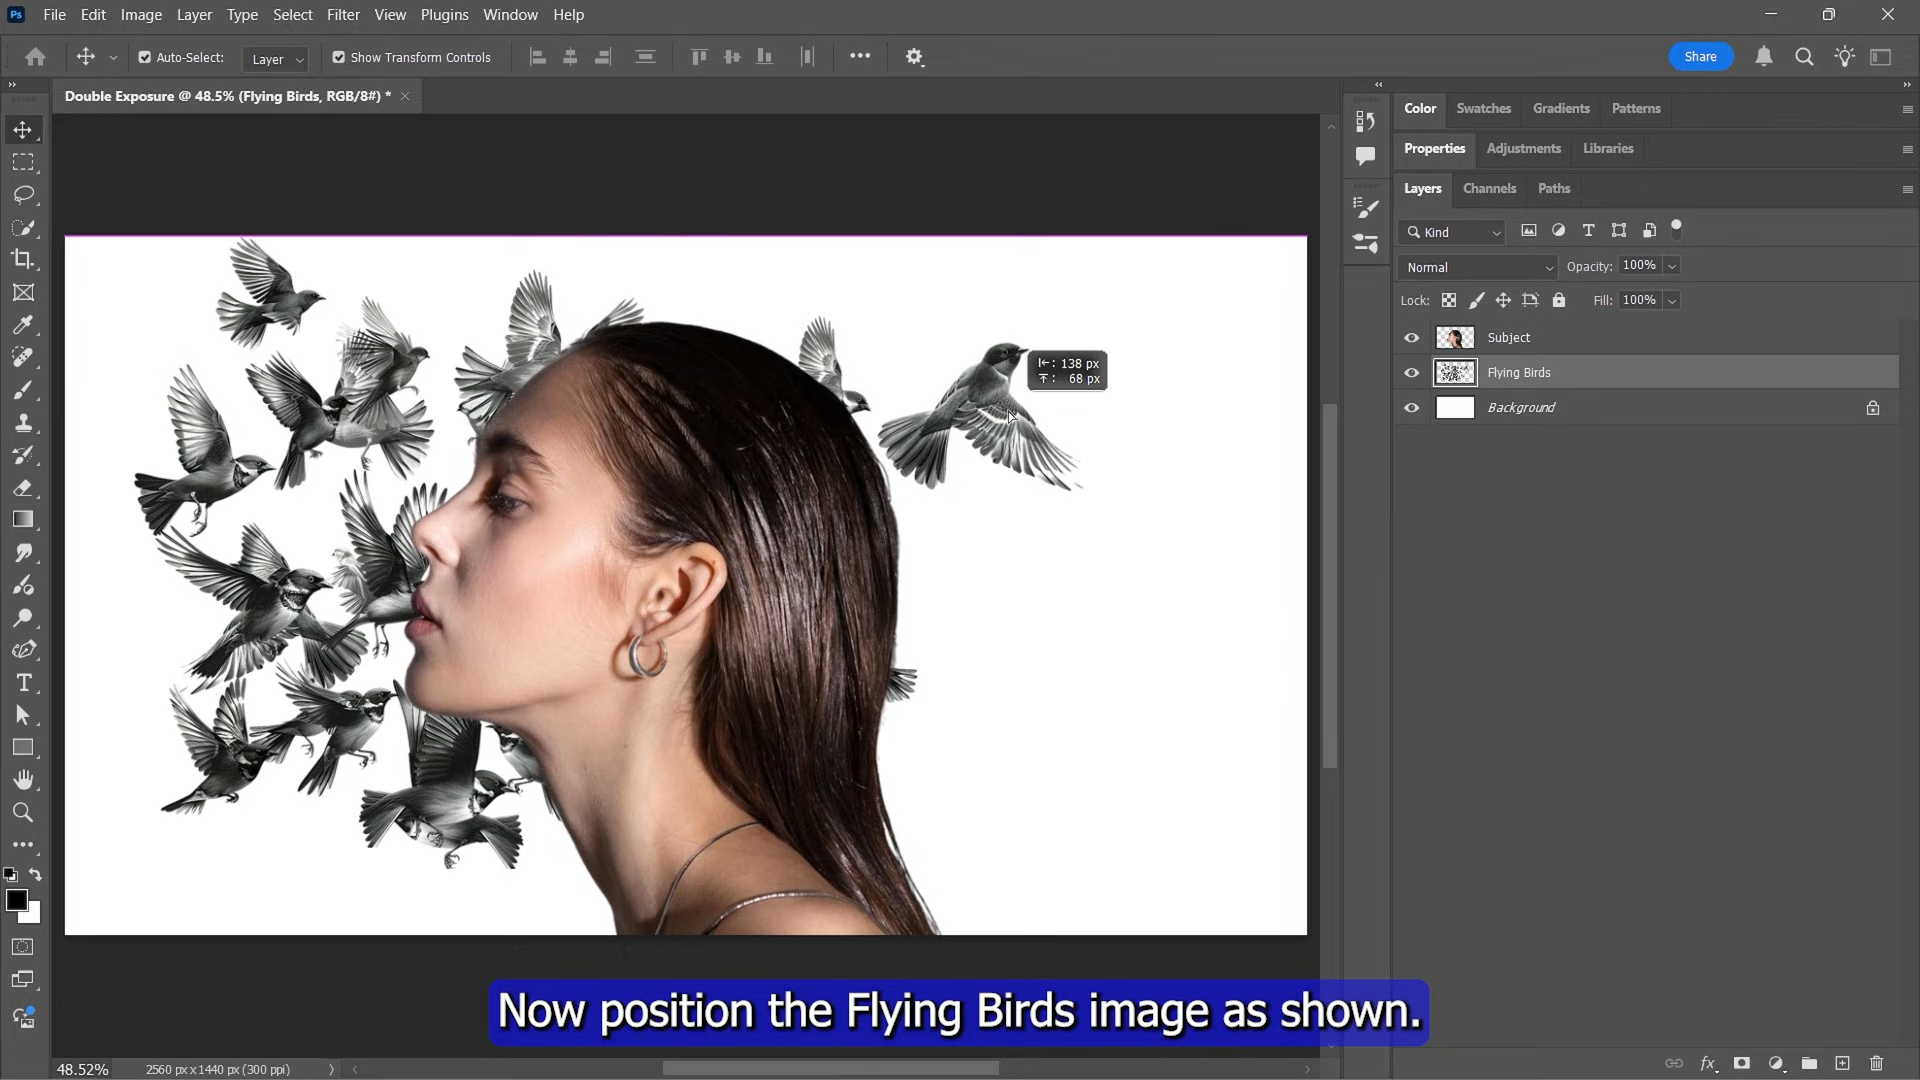 Ps File Edit Image Layer Type Select Filter View Plugins Window Help
Auto-Select: Layer Show Transform Controls Share
Double Exposure @ 48.5% (Flying Birds, RGB/8#) *
Color Swatches Gradients Patterns
Properties Adjustments Libraries
Layers Channels Paths
Kind
Normal Opacity: 100%
Lock: Fill: 100%
Subject
Flying Birds
Background
: 138 px
: 68 px
Now position the Flying Birds image as shown.
48.52% 2560 px x 1440 px (300 ppi)